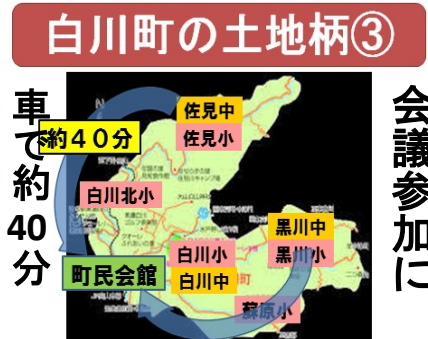 白川町の土地柄③
会議参加に
車で約40分
約４０分
佐見中
佐見小
白川北小
黒川中
黒川小
白川小
白川中
町民会館
蘇原小